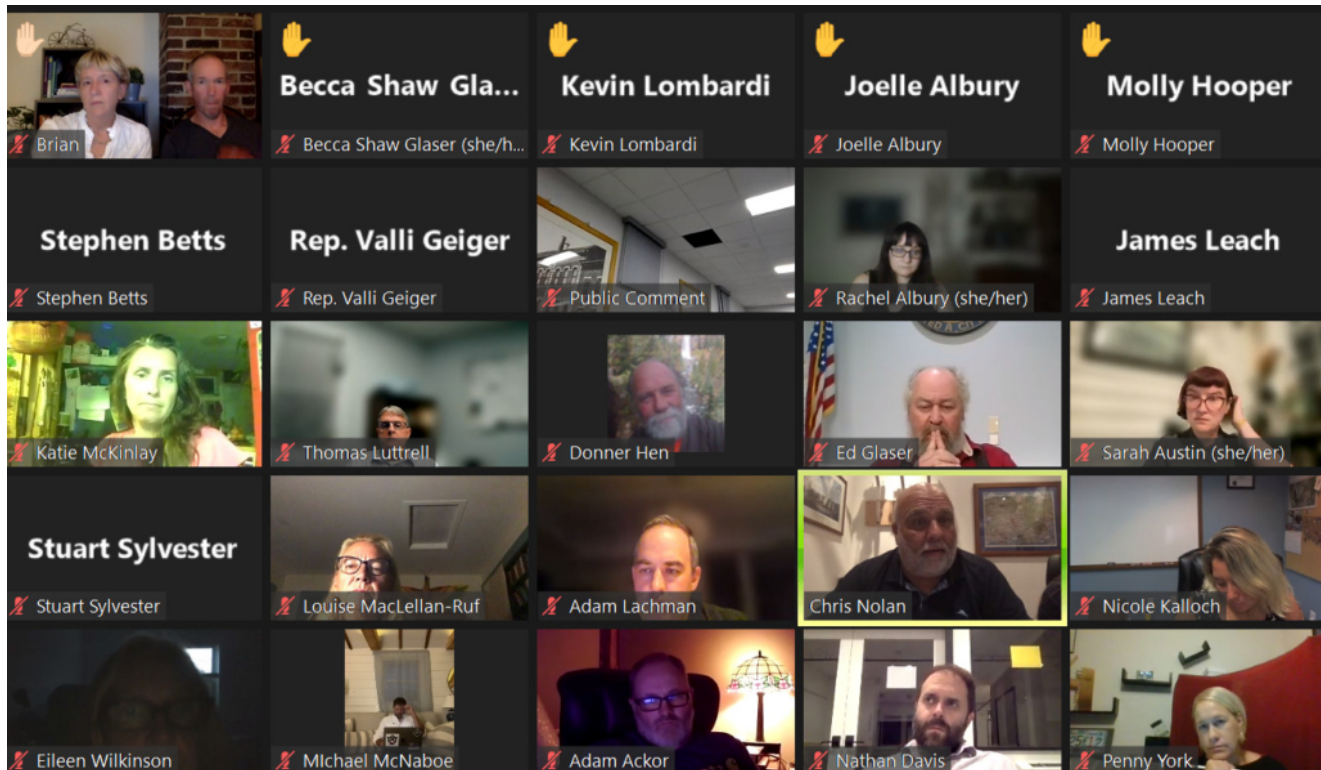 Brian
Becca Shaw Gla...
Becca Shaw Glaser (she/h...
Kevin Lombardi
Kevin Lombardi
Joelle Albury
Joelle Albury
Molly Hooper
Molly Hooper
Stephen Betts
Stephen Betts
Rep. Valli Geiger
Rep. Valli Geiger
Public Comment
Rachel Albury (she/her)
James Leach
James Leach
Katie McKinlay
Thomas Luttrell
Donner Hen
Ed Glaser
Sarah Austin (she/her)
Stuart Sylvester
Stuart Sylvester
Louise MacLellan-Ruf
Adam Lachman
Chris Nolan
Nicole Kalloch
Eileen Wilkinson
MIchael McNaboe
Adam Ackor
Nathan Davis
Penny York